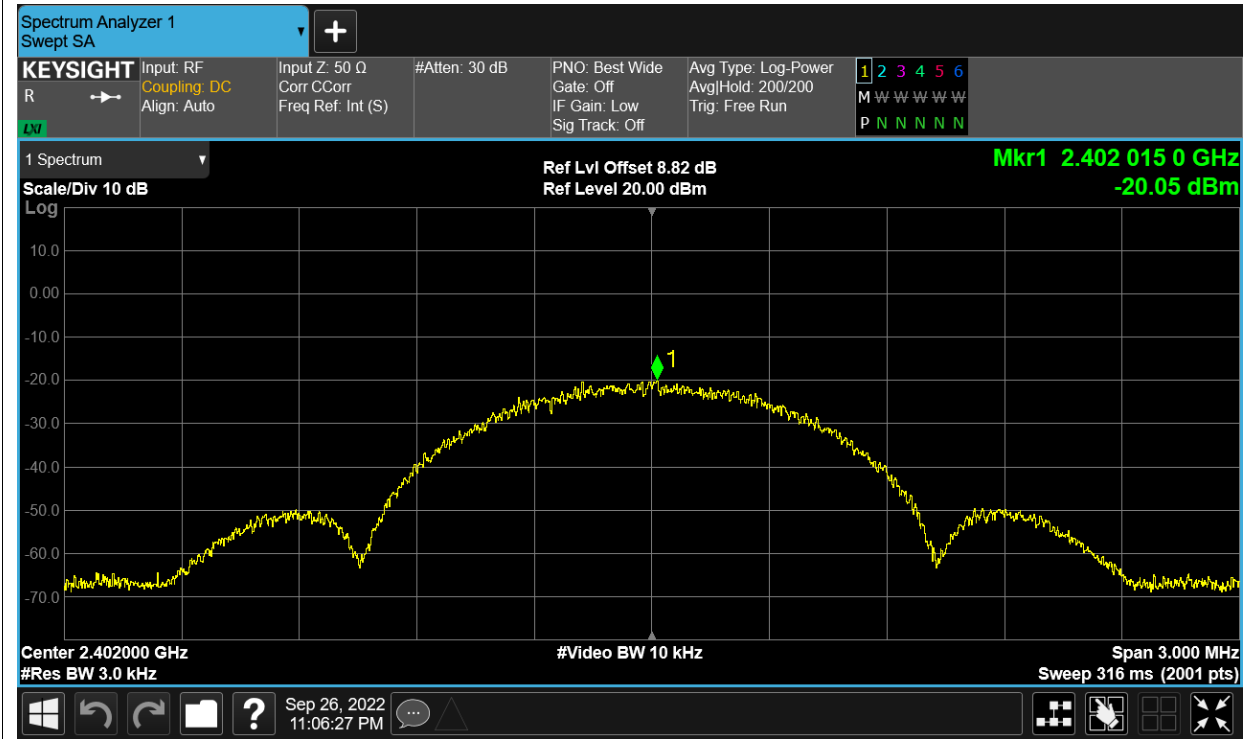 Spectrum Analyzer 1
Swept SA
KEYSIGHT
R
LXI
Input: RF
Coupling: DC
Align: Auto
Input Z: 50 Ω
Corr CCorr
Freq Ref: Int (S)
#Atten: 30 dB
PNO: Best Wide
Gate: Off
IF Gain: Low
Sig Track: Off
Avg Type: Log-Power
Avg|Hold: 200/200
Trig: Free Run
1 2 3 4 5 6
M W W W W W
P N N N N N
1 Spectrum
Scale/Div 10 dB
Log
Ref Lvl Offset 8.82 dB
Ref Level 20.00 dBm
Mkr1 2.402 015 0 GHz
-20.05 dBm
10.0
0.00
-10.0
1
-20.0
-30.0
-40.0
-50.0
-60.0
-70.0
Center 2.402000 GHz
#Video BW 10 kHz
Span 3.000 MHz
#Res BW 3.0 kHz
Sweep 316 ms (2001 pts)
?
Sep 26, 2022
11:06:27 PM